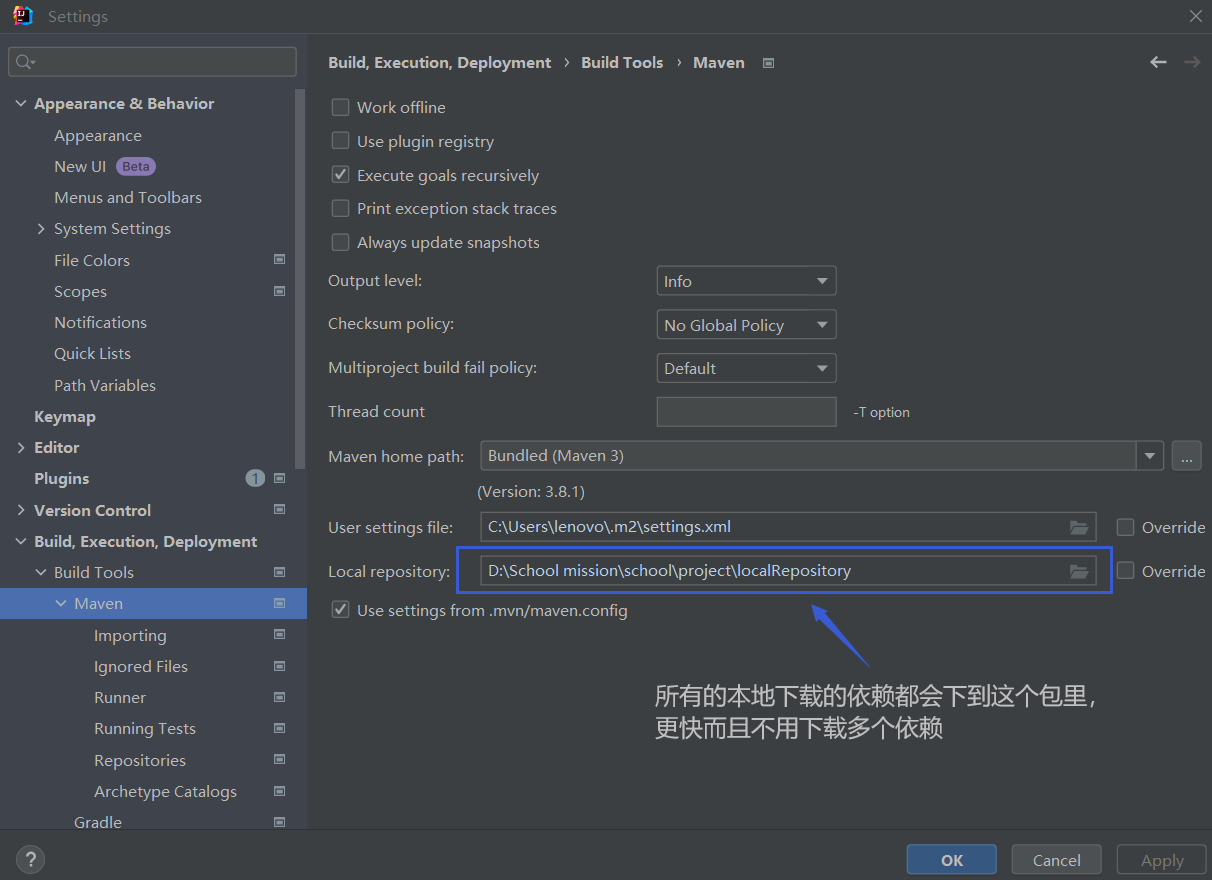 Settings
Appearance & Behavior
Appearance
New UI Beta
Menus and Toolbars
System Settings
File Colors
Scopes
Notifications
Quick Lists
Path Variables
Keymap
Editor
Plugins 1
Version Control
Build, Execution, Deployment
Build Tools
Maven
Importing
Ignored Files
Runner
Running Tests
Repositories
Archetype Catalogs
Gradle
?
Build, Execution, Deployment › Build Tools › Maven
Work offline
Use plugin registry
Execute goals recursively
Print exception stack traces
Always update snapshots
Output level: Info
Checksum policy: No Global Policy
Multiproject build fail policy: Default
Thread count -T option
Maven home path: Bundled (Maven 3) ...
(Version: 3.8.1)
User settings file: C:\Users\lenovo\.m2\settings.xml Override
Local repository: D:\School mission\school\project\localRepository Override
Use settings from .mvn/maven.config
所有的本地下载的依赖都会下到这个包里，
更快而且不用下载多个依赖
OK Cancel Apply